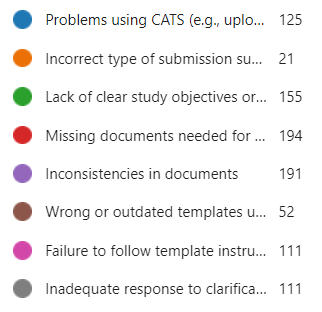 Problems using CATS (e.g., uplo... 125
Incorrect type of submission su... 21
Lack of clear study objectives or... 155
Missing documents needed for ... 194
Inconsistencies in documents 191
Wrong or outdated templates u... 52
Failure to follow template instru... 111
Inadequate response to clarifica... 111